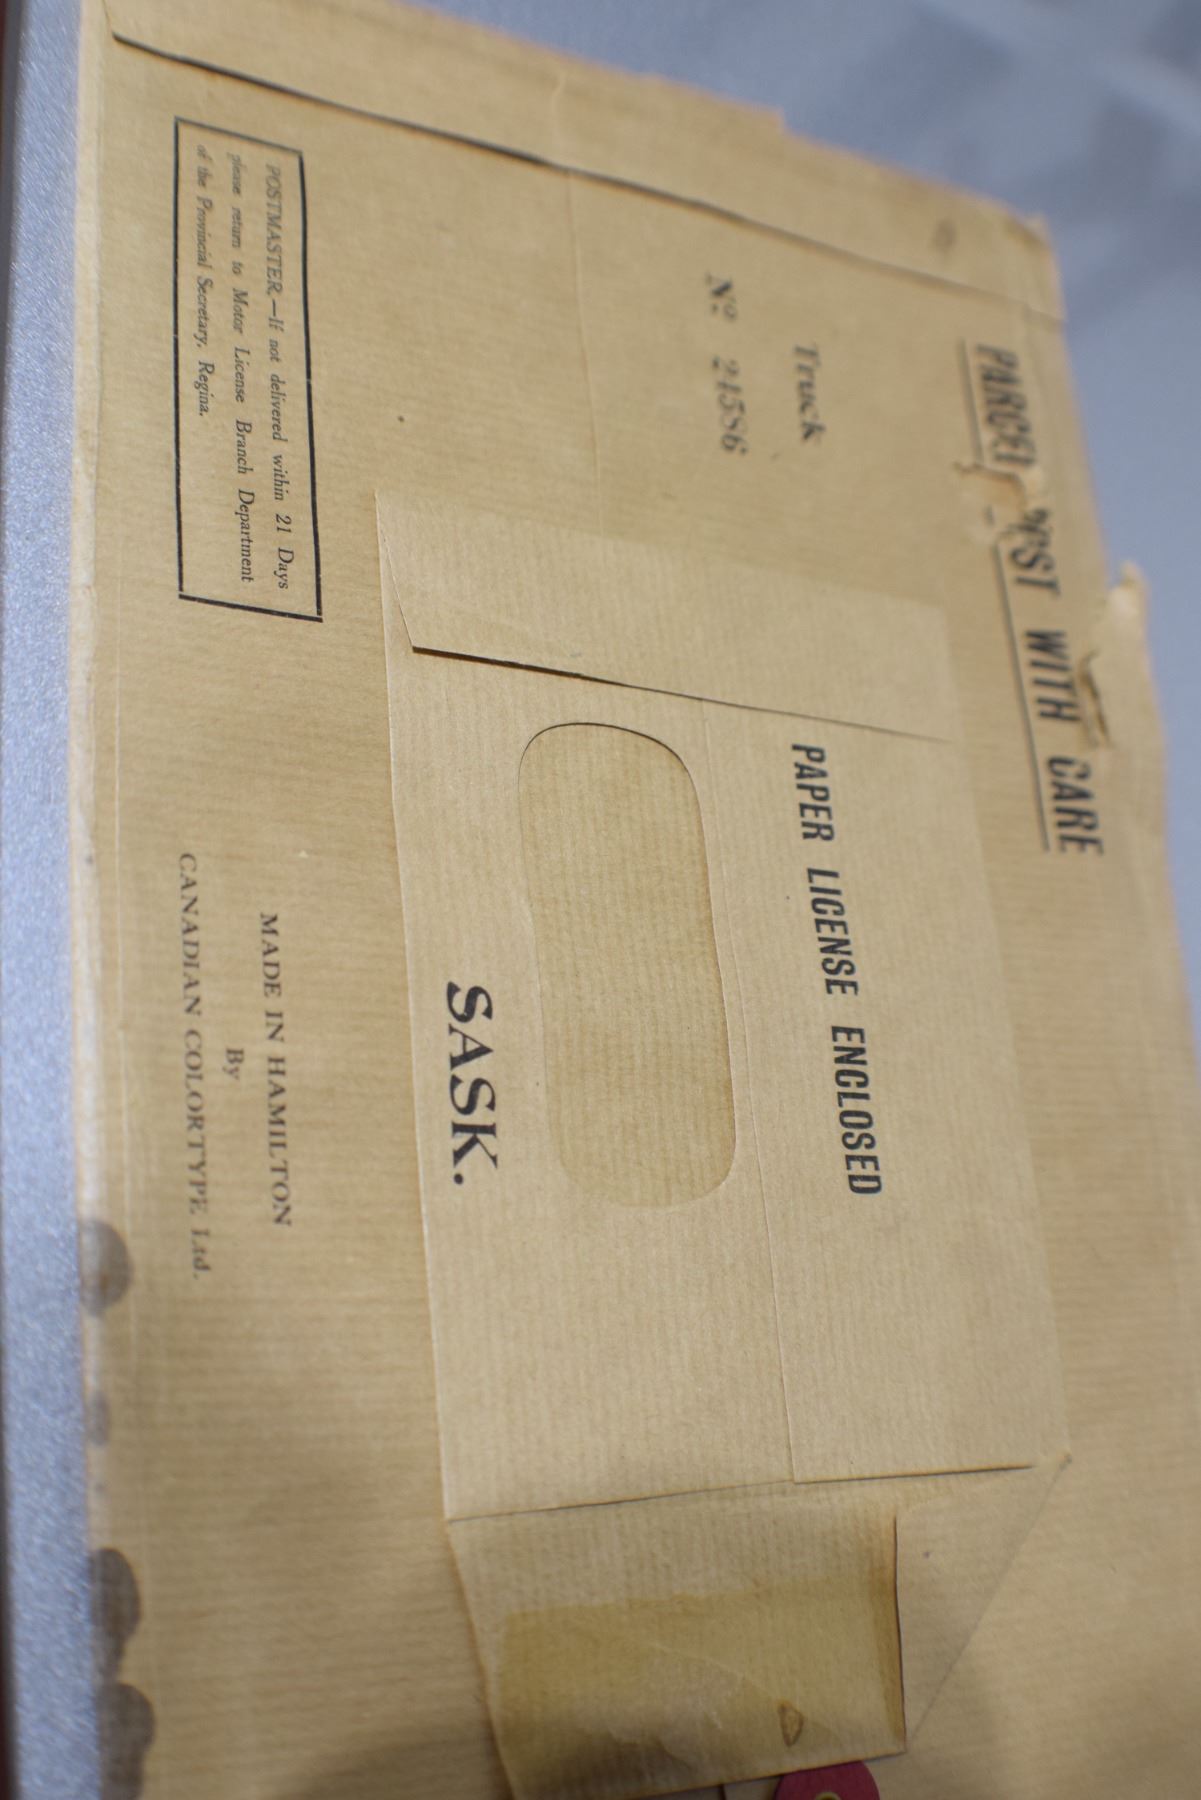 PARCEL POST WITH CARE
Truck
Nº 24586
PAPER LICENSE ENCLOSED
SASK.
POSTMASTER.—If not delivered within 21 Days
please return to Motor License Branch Department
of the Provincial Secretary, Regina.
MADE IN HAMILTON
By
CANADIAN COLORTYPE Ltd.